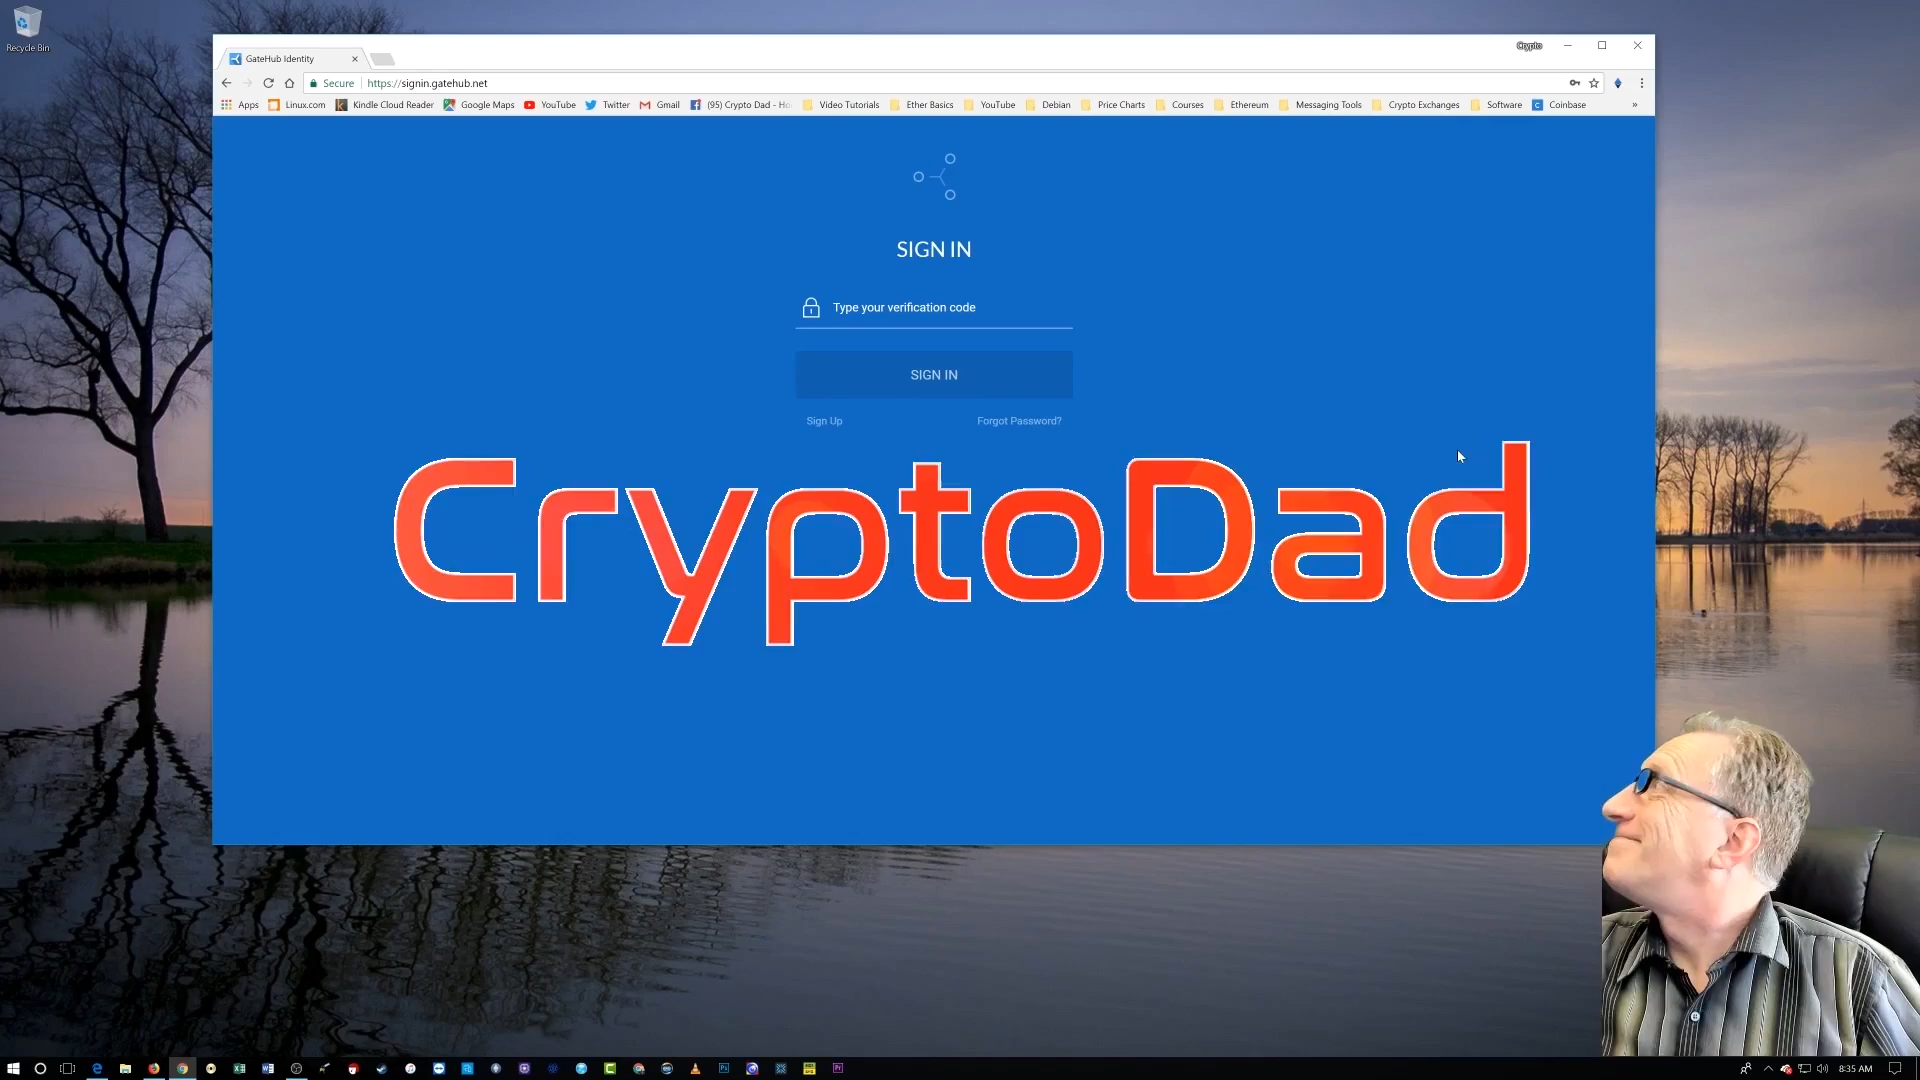 Recycle Bin
Crypto
GateHub Identity
Secure https://signin.gatehub.net
Apps Linux.com Kindle Cloud Reader Google Maps YouTube Twitter Gmail (95) Crypto Dad - Ho Video Tutorials Ether Basics YouTube Debian Price Charts Courses Ethereum Messaging Tools Crypto Exchanges Software Coinbase »
SIGN IN
Type your verification code
SIGN IN
Sign Up Forgot Password?
CryptoDad
8:35 AM